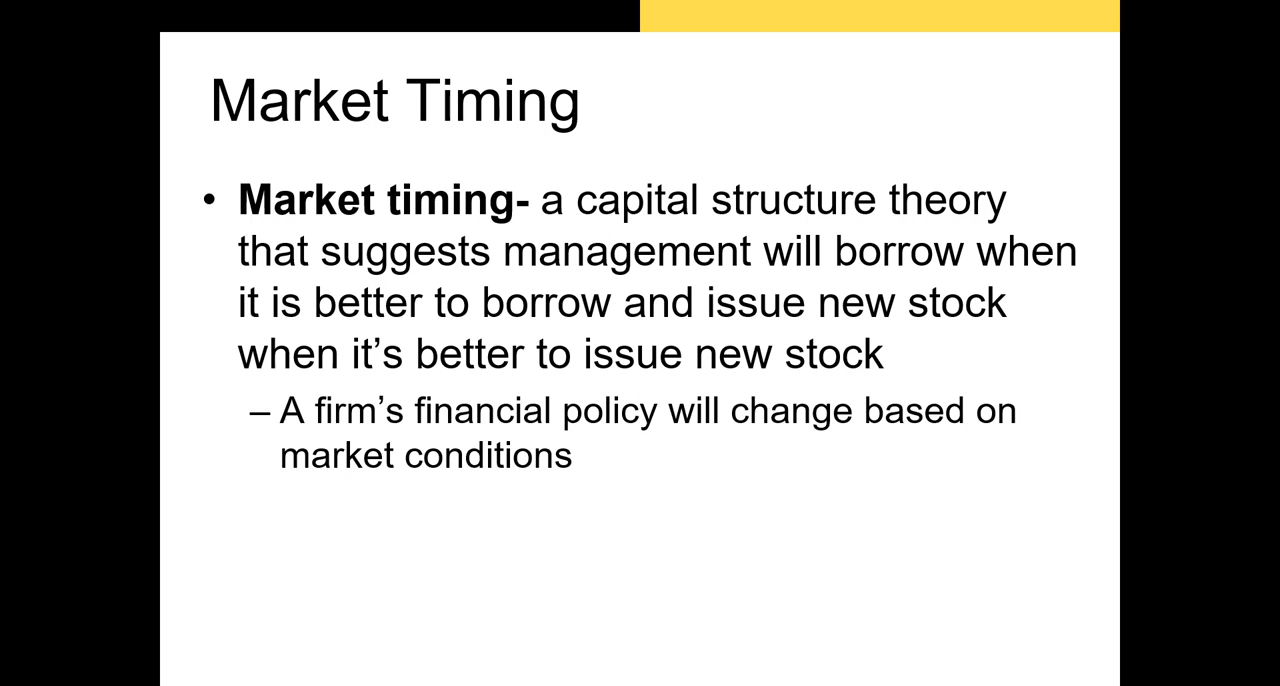 Market Timing
• Market timing- a capital structure theory
that suggests management will borrow when
it is better to borrow and issue new stock
when it’s better to issue new stock
– A firm’s financial policy will change based on
market conditions